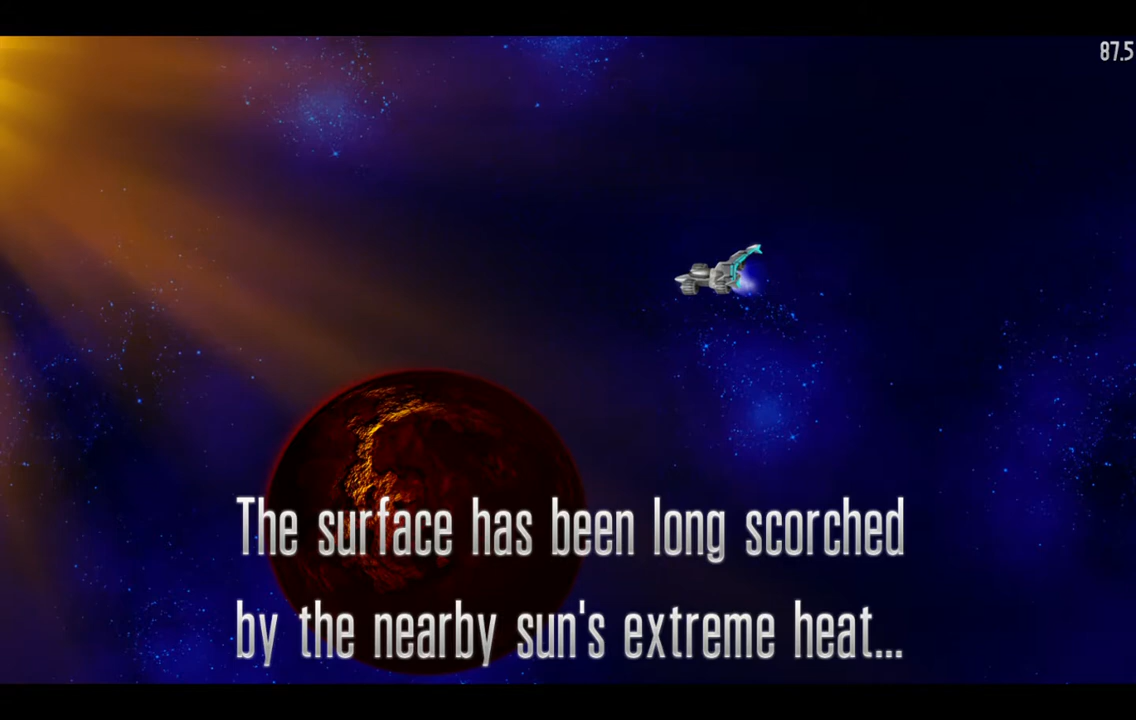 87.5
The surface has been long scorched
by the nearby sun's extreme heat...